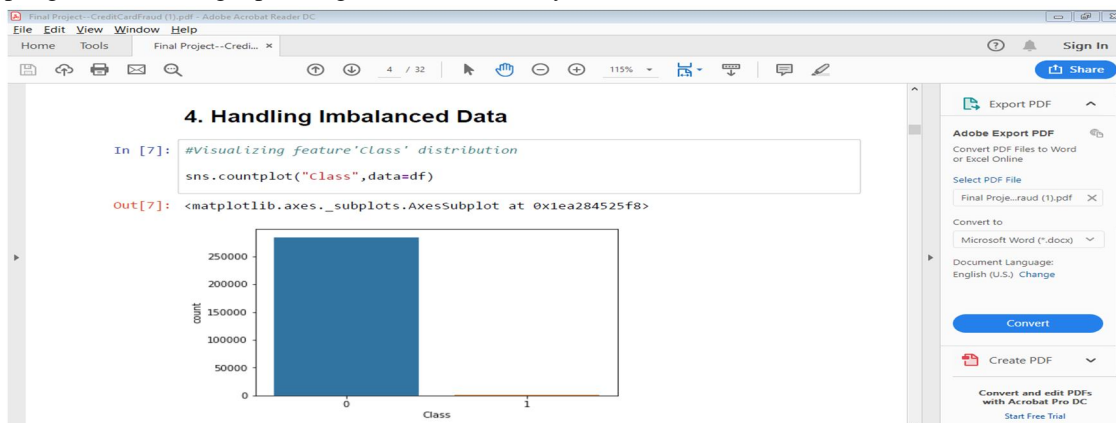 Final Project--CreditCardFraud (1).pdf - Adobe Acrobat Reader DC
File Edit View Window Help
Home Tools Final Project--Credi... × Sign In
4 / 32 115% Share
4. Handling Imbalanced Data
In [7]: #Visualizing feature'Class' distribution
sns.countplot("Class",data=df)
Out[7]: <matplotlib.axes._subplots.AxesSubplot at 0x1ea284525f8>
250000
200000
150000
100000
50000
0
count
0 1
Class
Export PDF
Adobe Export PDF
Convert PDF Files to Word
or Excel Online
Select PDF File
Final Proje...raud (1).pdf ×
Convert to
Microsoft Word (*.docx)
Document Language:
English (U.S.) Change
Convert
Create PDF
Convert and edit PDFs
with Acrobat Pro DC
Start Free Trial